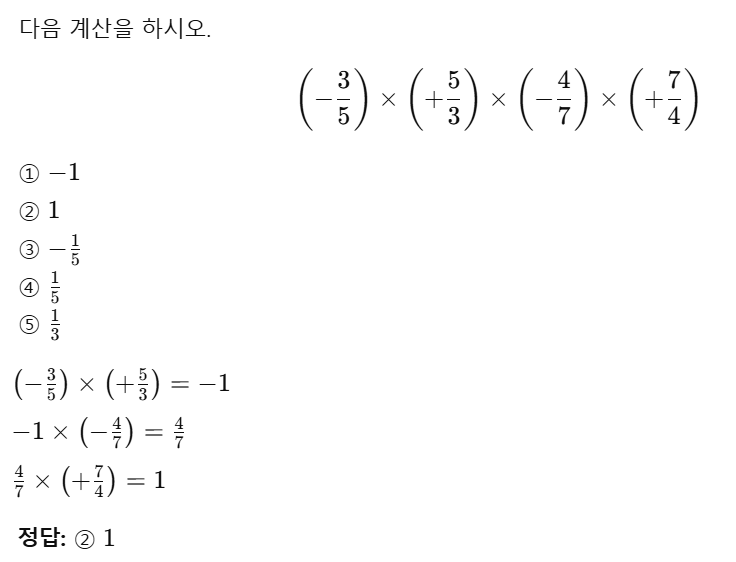 다음 계산을 하시오.
(−3/5) × (+5/3) × (−4/7) × (+7/4)
① −1
② 1
③ −1/5
④ 1/5
⑤ 1/3
(−3/5) × (+5/3) = −1
−1 × (−4/7) = 4/7
4/7 × (+7/4) = 1
정답: ② 1